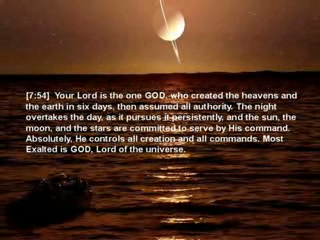 [7:54]  Your Lord is the one GOD, who created the heavens and
the earth in six days, then assumed all authority. The night
overtakes the day, as it pursues it persistently, and the sun, the
moon, and the stars are committed to serve by His command.
Absolutely, He controls all creation and all commands. Most
Exalted is GOD, Lord of the universe.